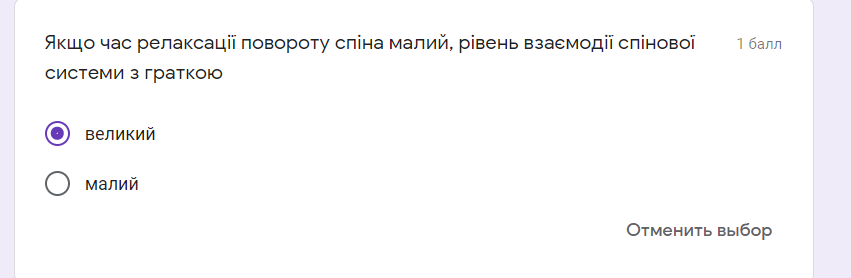 Якщо час релаксації повороту спіна малий, рівень взаємодії спінової
1 балл
системи з граткою
великий
малий
Отменить выбор